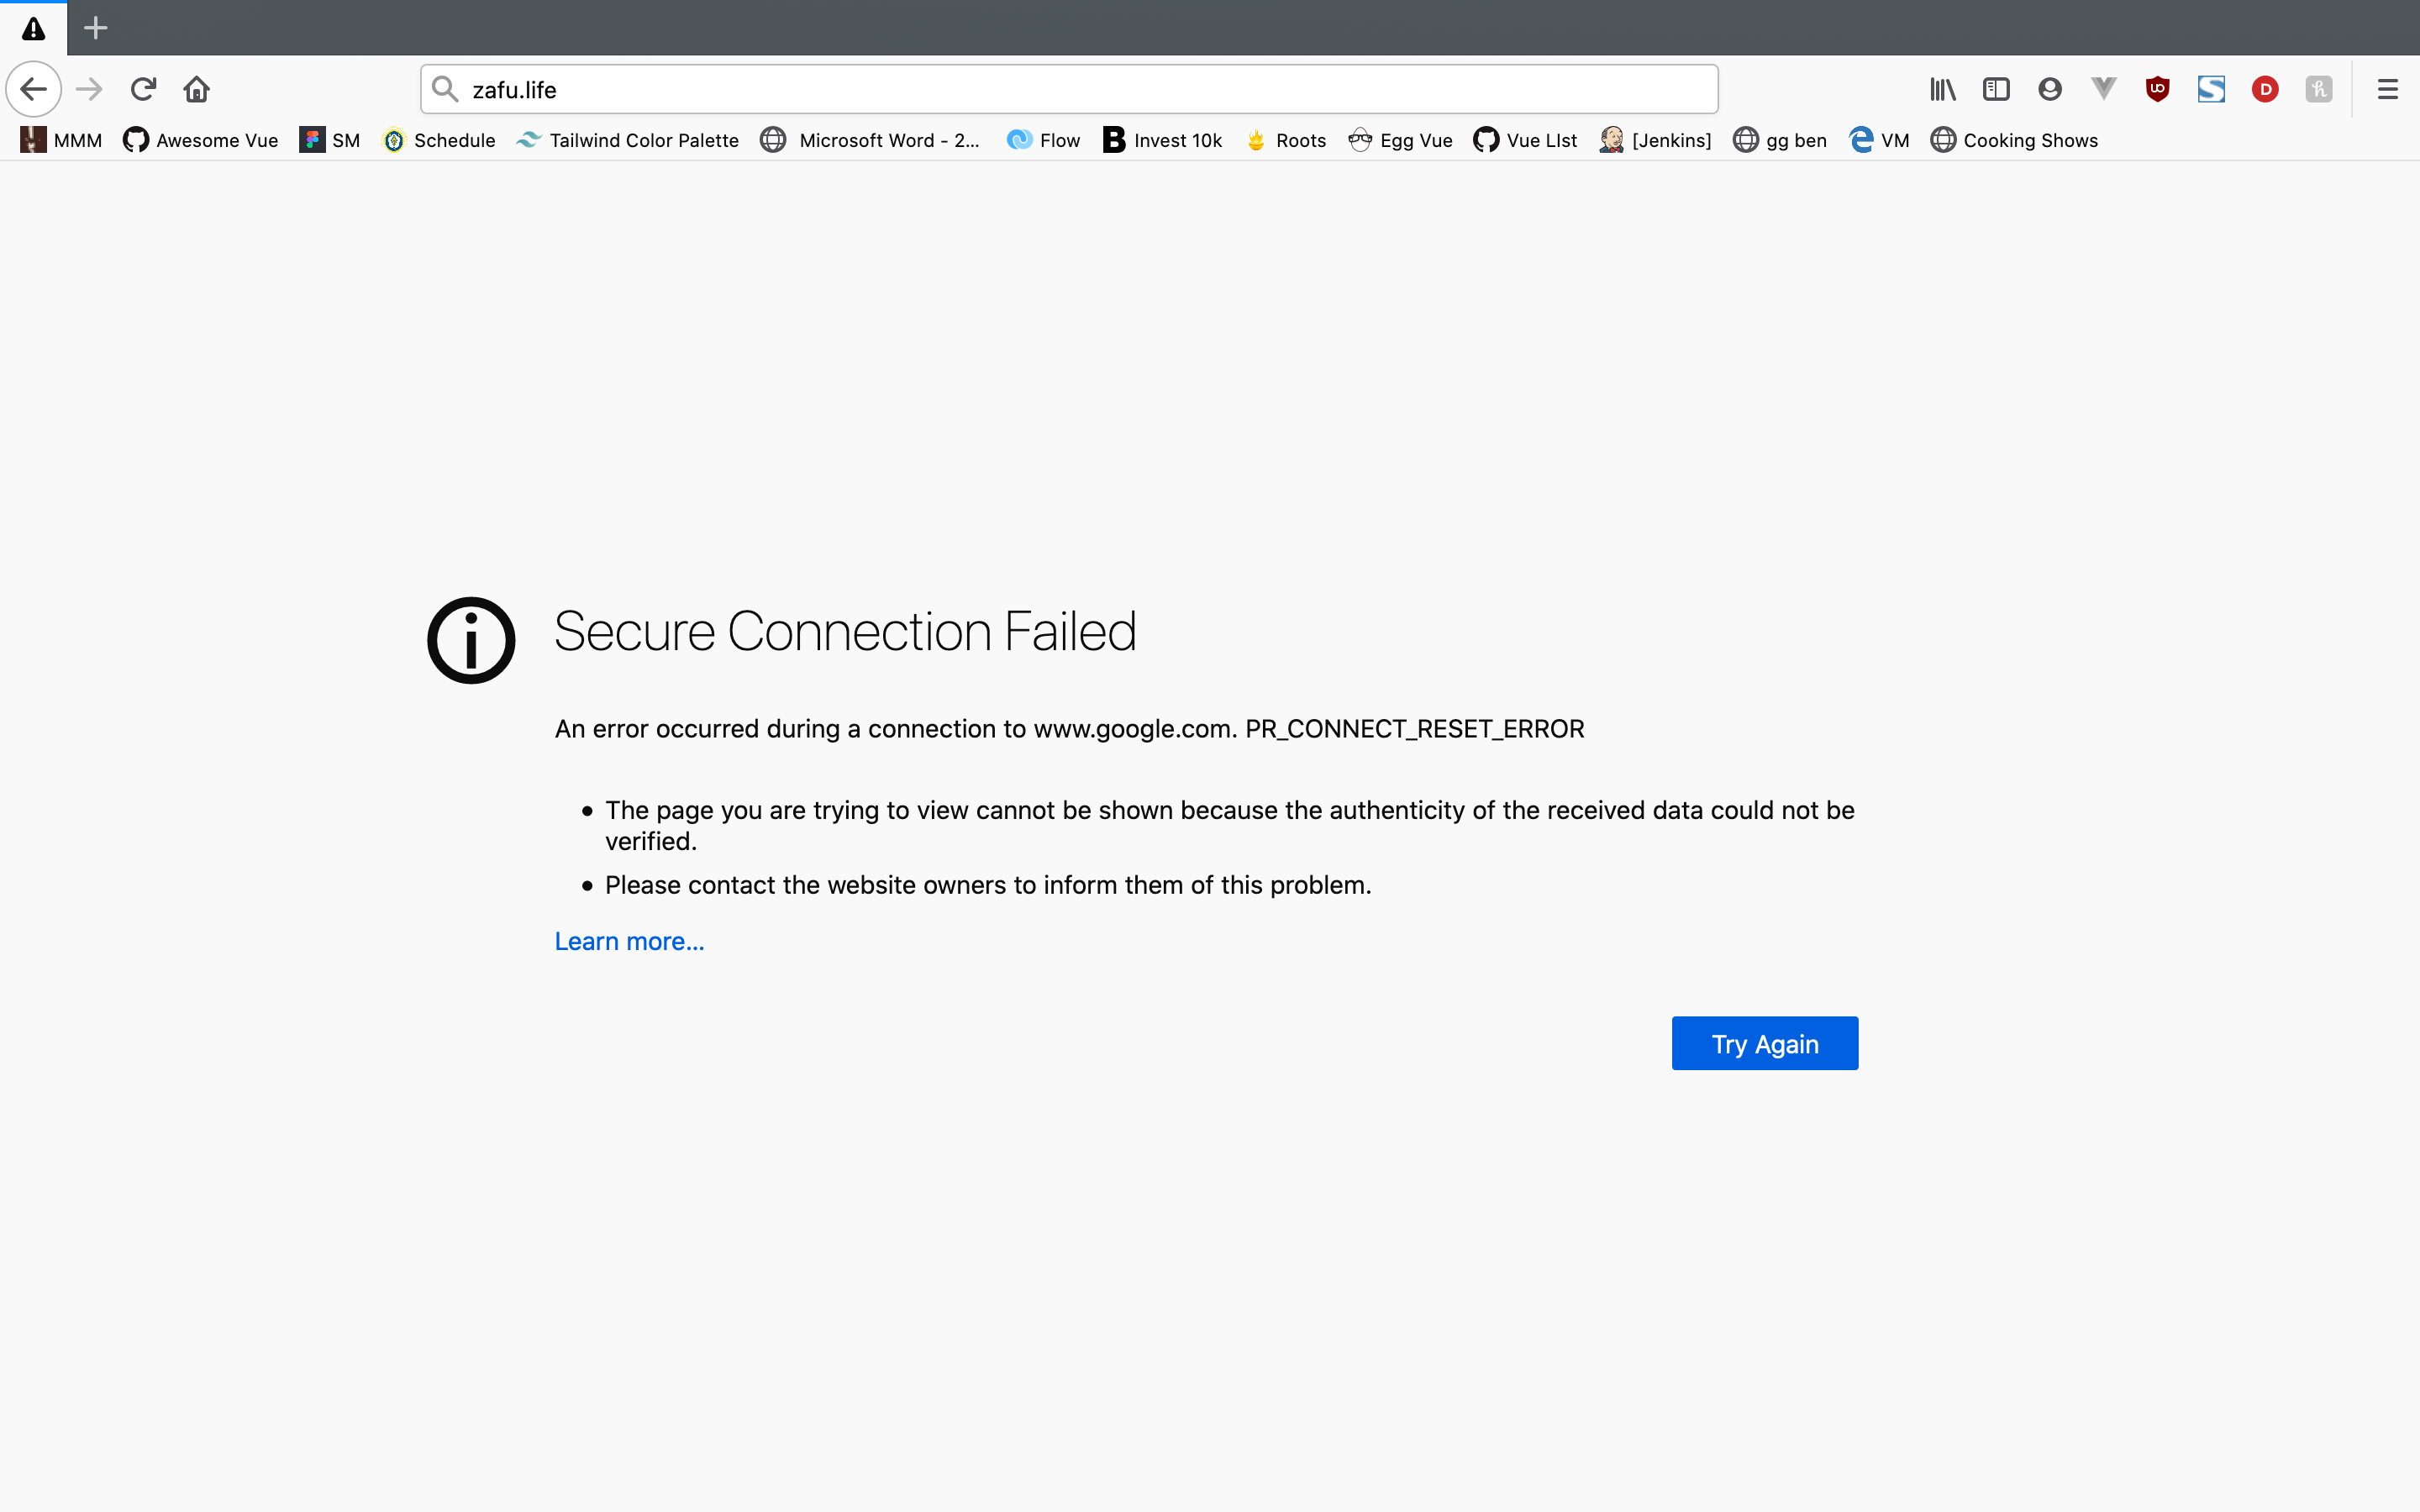 zafu.life
MMM Awesome Vue SM Schedule Tailwind Color Palette Microsoft Word - 2... Flow B Invest 10k Roots Egg Vue Vue LIst [Jenkins] gg ben VM Cooking Shows
Secure Connection Failed
An error occurred during a connection to www.google.com. PR_CONNECT_RESET_ERROR
The page you are trying to view cannot be shown because the authenticity of the received data could not be
verified.
Please contact the website owners to inform them of this problem.
Learn more...
Try Again